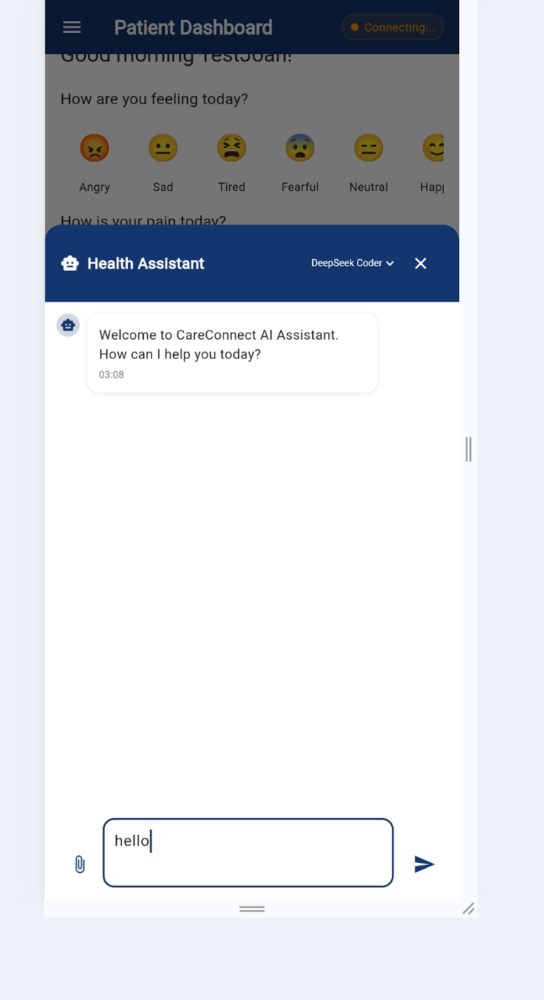 Patient Dashboard
Connecting...
Good morning TestJoan!
How are you feeling today?
Angry
Sad
Tired
Fearful
Neutral
Happ
How is your pain today?
Health Assistant
DeepSeek Coder
Welcome to CareConnect AI Assistant.
How can I help you today?
03:08
hello